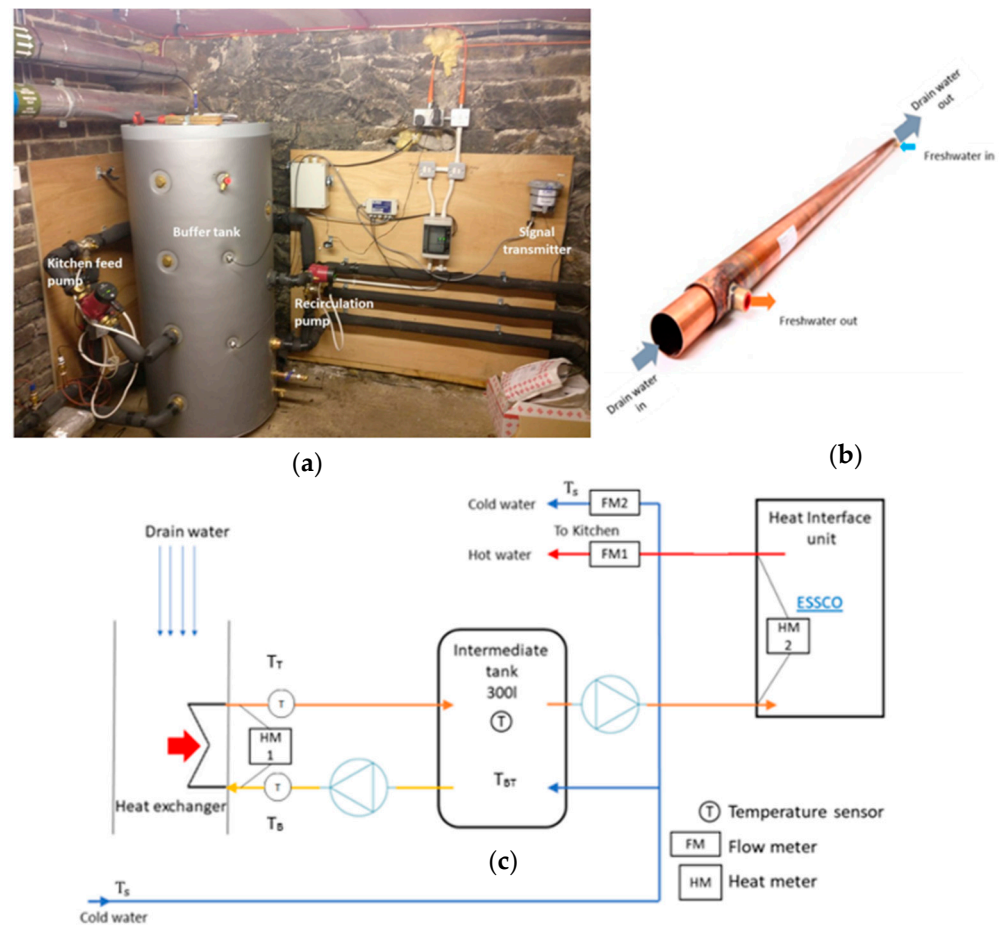 Buffer tank
Kitchen feed
pump
Signal
transmitter
Recirculation
pump
(a)
Drain water
out
Freshwater in
Freshwater out
Drain water
in
(b)
Drain water
Cold water
Ts
FM2
To Kitchen
Hot water
FM1
Heat Interface
unit
ESSCO
HM
2
TT
T
HM
1
T
TB
Heat exchanger
Intermediate
tank
300l
T
TBT
(c)
T Temperature sensor
FM Flow meter
HM Heat meter
Ts
Cold water